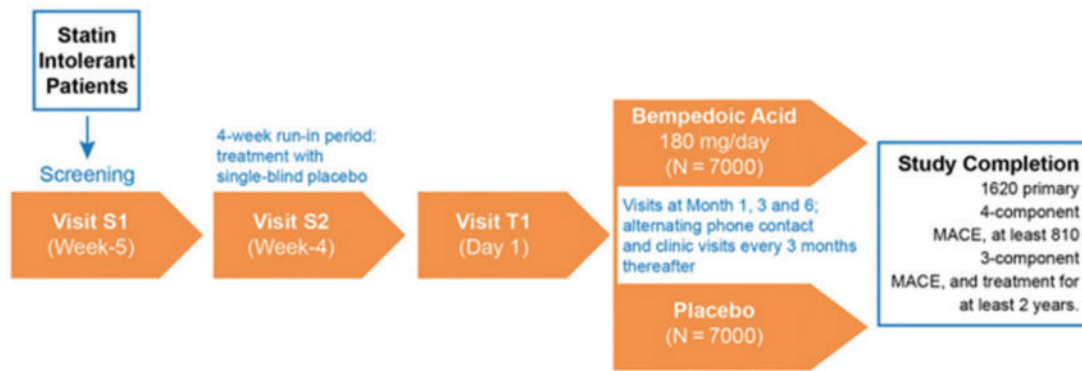 Statin
Intolerant
Patients
Screening
Visit S1
(Week-5)
4-week run-in period:
treatment with
single-blind placebo
Visit S2
(Week-4)
Visit T1
(Day 1)
Bempedoic Acid
180 mg/day
(N = 7000)
Visits at Month 1, 3 and 6;
alternating phone contact
and clinic visits every 3 months
thereafter
Placebo
(N = 7000)
Study Completion
1620 primary
4-component
MACE, at least 810
3-component
MACE, and treatment for
at least 2 years.